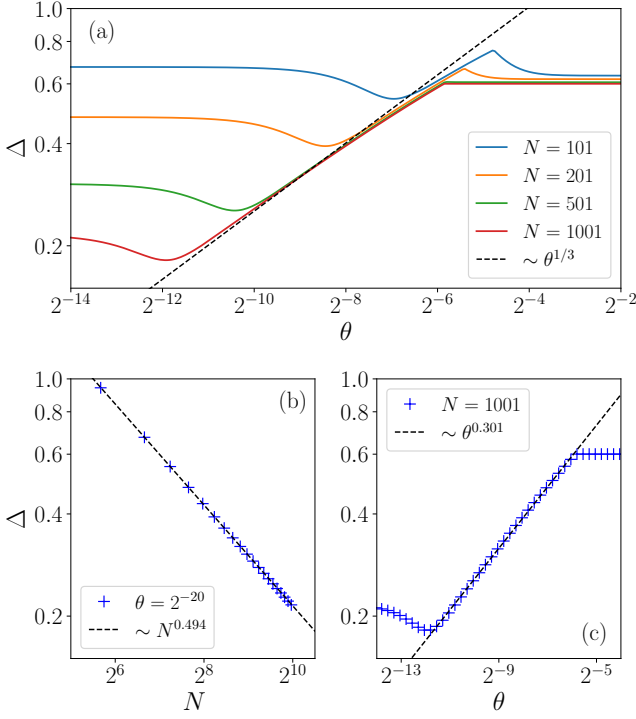 (a)
1.0
0.8
0.6
0.4
0.2
Δ
N = 101
N = 201
N = 501
N = 1001
∼ θ^{1/3}
2^{-14} 2^{-12} 2^{-10} 2^{-8} 2^{-6} 2^{-4} 2^{-2}
θ
(b)
1.0
0.8
0.6
0.4
0.2
Δ
θ = 2^{-20}
∼ N^{0.494}
2^{6} 2^{8} 2^{10}
N
1.0
0.8
0.6
0.4
0.2
N = 1001
∼ θ^{0.301}
(c)
2^{-13} 2^{-9} 2^{-5}
θ